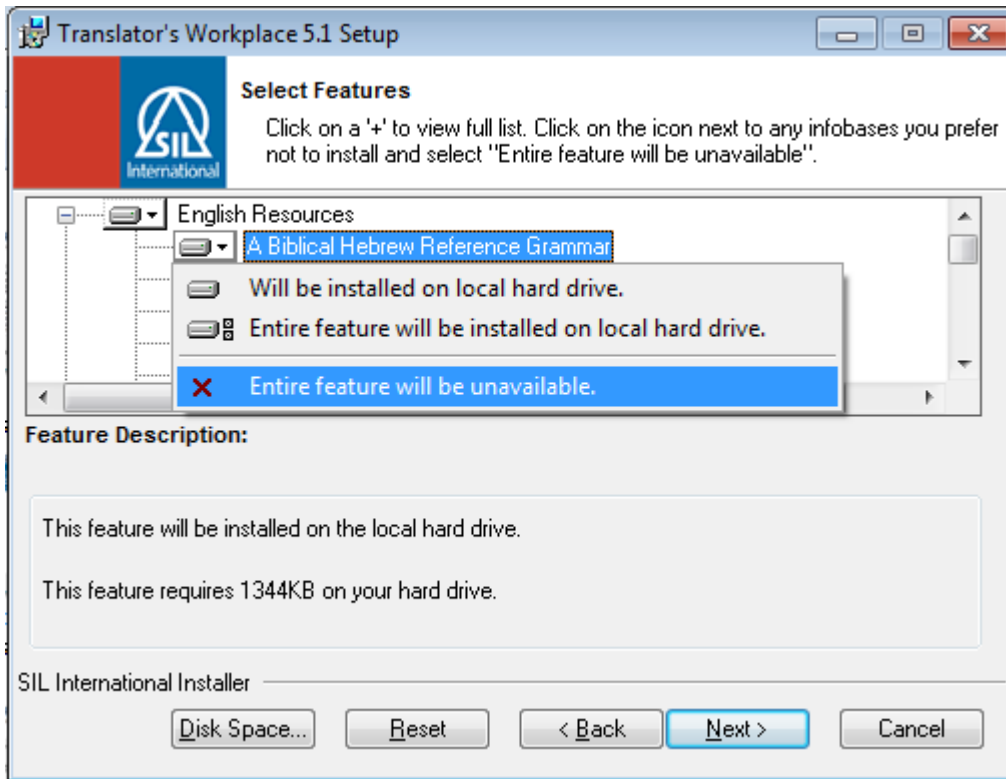 Translator's Workplace 5.1 Setup
Select Features
Click on a '+' to view full list. Click on the icon next to any infobases you prefer
not to install and select "Entire feature will be unavailable".
SIL
International
English Resources
A Biblical Hebrew Reference Grammar
Will be installed on local hard drive.
Entire feature will be installed on local hard drive.
Entire feature will be unavailable.
Feature Description:
This feature will be installed on the local hard drive.
This feature requires 1344KB on your hard drive.
SIL International Installer
Disk Space... Reset < Back Next > Cancel